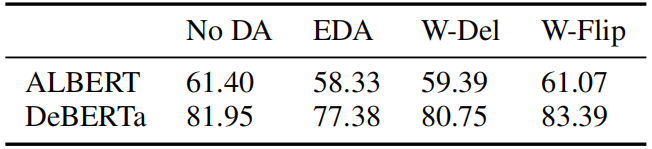 No DA EDA W-Del W-Flip
ALBERT 61.40 58.33 59.39 61.07
DeBERTa 81.95 77.38 80.75 83.39